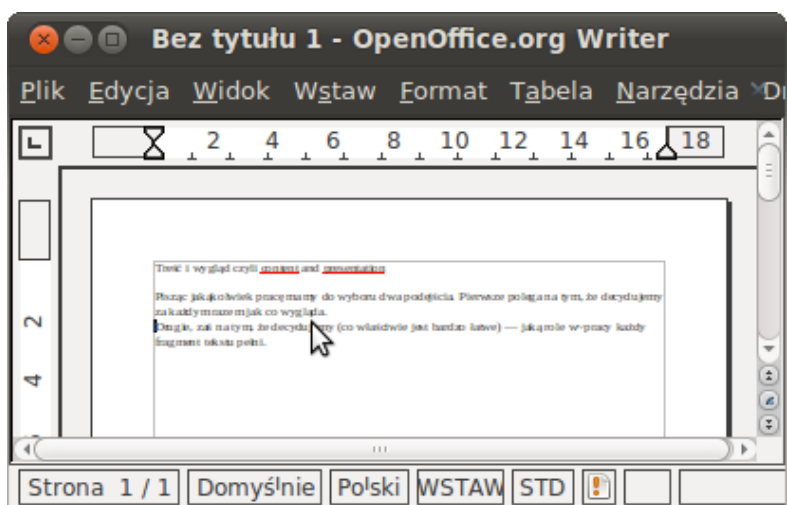 Bez tytułu 1 - OpenOffice.org Writer
Plik Edycja Widok Wstaw Format Tabela Narzędzia
2 4 6 8 10 12 14 16 18
Treść i wygląd czyli content and presentation
Pisząc jakąkolwiek pracę mamy do wyboru dwa podejścia. Pierwsze polega na tym, że decydujemy
za każdym razem jak co wygląda.
Drugie, zaś na tym, że decydujemy (co właściwie jest bardzo łatwe) — jaką role w pracy każdy
fragment tekstu pełni.
2
4
Strona 1 / 1 Domyślnie Polski WSTAW STD